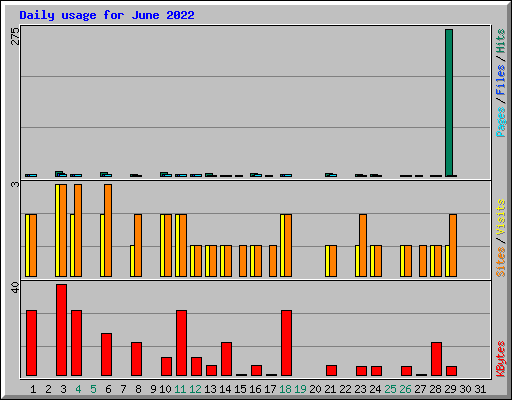 Daily usage for June 2022
275
Pages / Files / Hits
3
Sites / Visits
40
KBytes
1 2 3 4 5 6 7 8 9 10 11 12 13 14 15 16 17 18 19 20 21 22 23 24 25 26 27 28 29 30 31